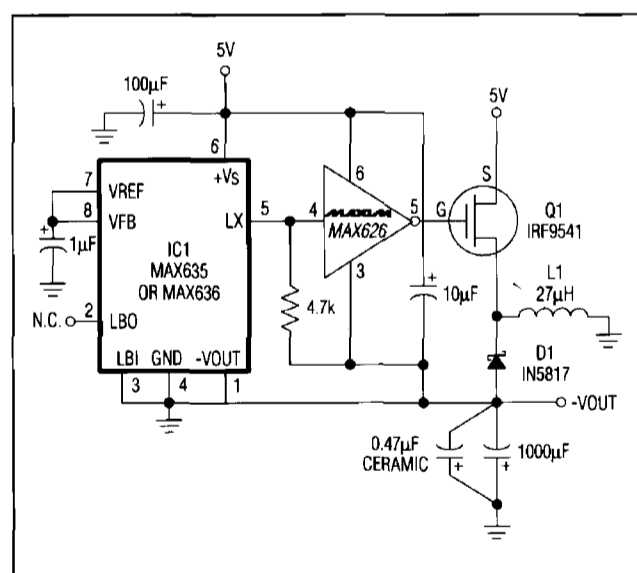 5V
100µF
+
5V
6
+VS
7
VREF
8
VFB
+
1µF
IC1
MAX635
OR MAX636
LX
5
4
6
MAXIM
MAX626
3
5
G
S
Q1
IRF9541
4.7k
+
10µF
L1
27µH
N.C.
2
LBO
LBI
GND
-VOUT
3
4
1
D1
IN5817
-VOUT
0.47µF
CERAMIC
+
+
1000µF